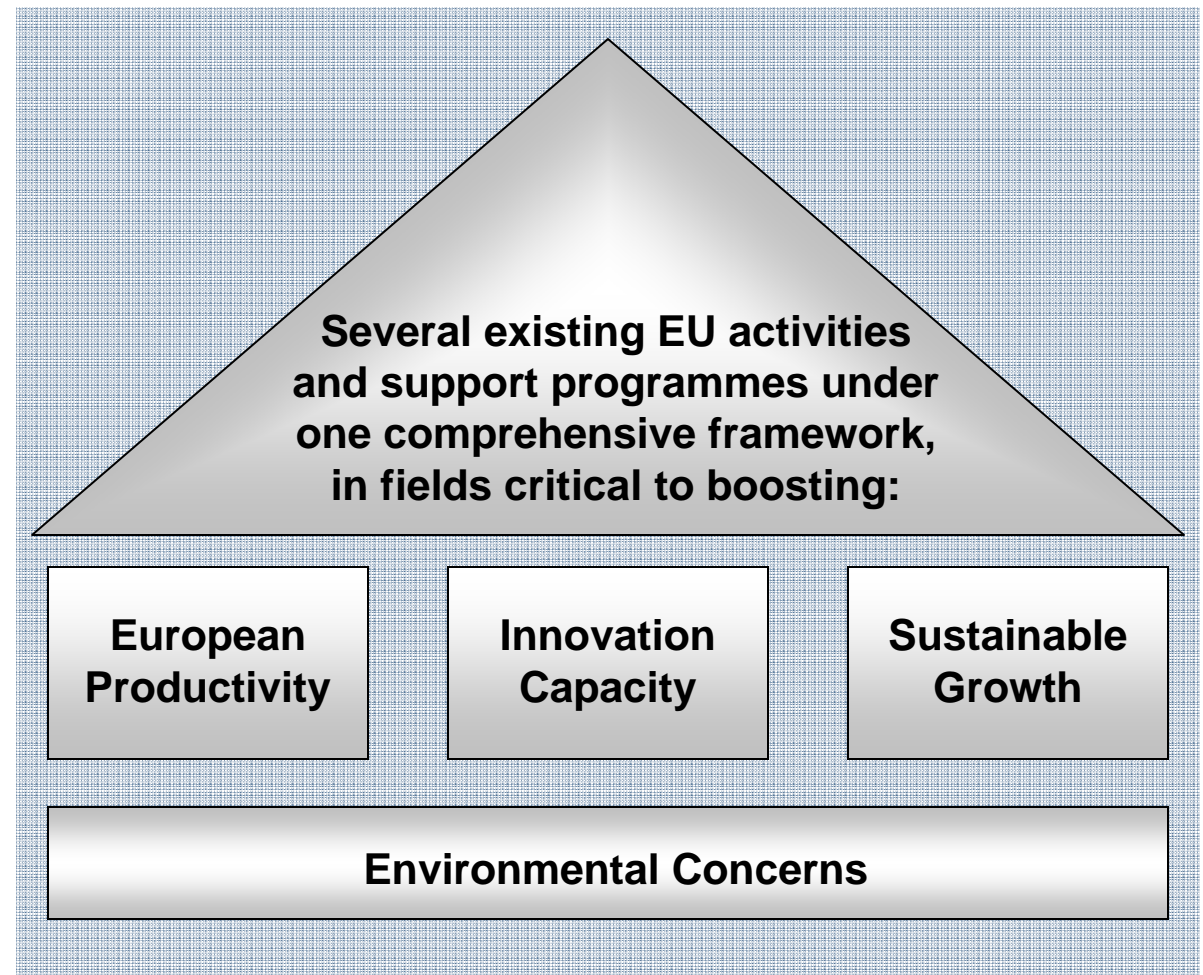 Several existing EU activities
and support programmes under
one comprehensive framework,
in fields critical to boosting:
European
Productivity
Innovation
Capacity
Sustainable
Growth
Environmental Concerns